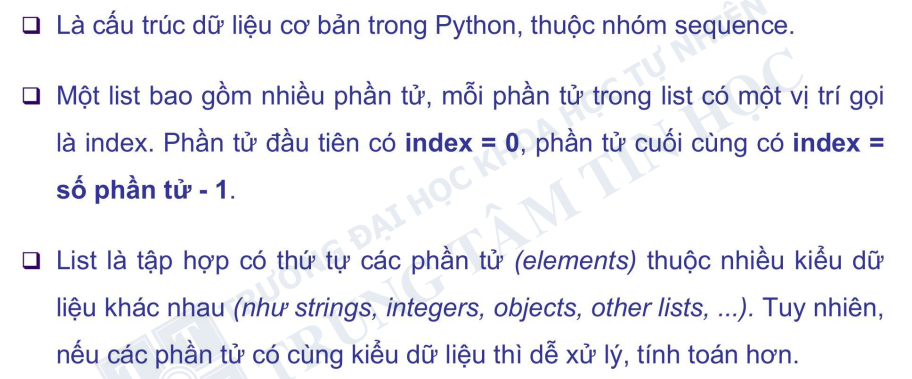 Là cấu trúc dữ liệu cơ bản trong Python, thuộc nhóm sequence.
Một list bao gồm nhiều phần tử, mỗi phần tử trong list có một vị trí gọi
là index. Phần tử đầu tiên có index = 0, phần tử cuối cùng có index =
số phần tử - 1.
List là tập hợp có thứ tự các phần tử (elements) thuộc nhiều kiểu dữ
liệu khác nhau (như strings, integers, objects, other lists, ...). Tuy nhiên,
nếu các phần tử có cùng kiểu dữ liệu thì dễ xử lý, tính toán hơn.
TRƯỜNG ĐẠI HỌC KHOA HỌC TỰ NHIÊN
TRUNG TÂM TIN HỌC